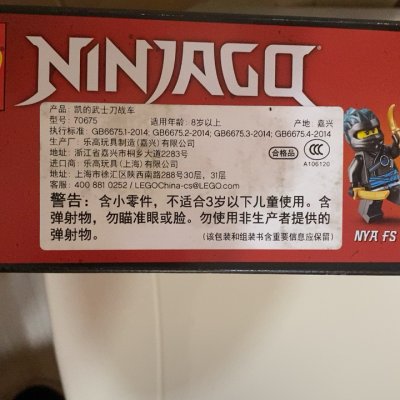 NINJAGO
产品: 凯的武士刀战车
型号: 70675 适用年龄: 8岁以上 产地: 嘉兴
执行标准: GB6675.1-2014; GB6675.2-2014; GB6675.3-2014; GB6675.4-2014
生产厂: 乐高玩具制造(嘉兴)有限公司
地址: 浙江省嘉兴市桐乡大道2283号
进口商: 乐高玩具(上海)有限公司
地址: 上海市徐汇区陕西南路288号30层, 31层
客服: 400 881 0252 / LEGOChina-cs@LEGO.com
合格品
CCC
A106120
警告: 含小零件, 不适合3岁以下儿童使用。含
弹射物, 勿瞄准眼或脸。勿使用非生产者提供的
弹射物。
(该包装和组装书含重要信息应保留)
NYA FS